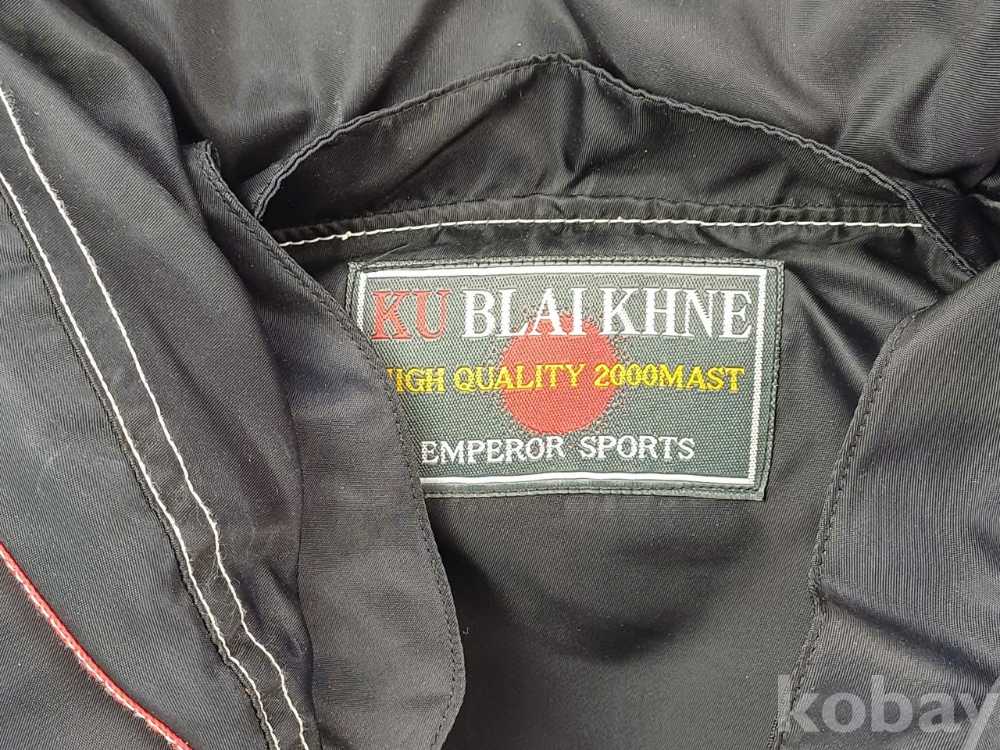 KU BLAI KHNE
HIGH QUALITY 2000MAST
EMPEROR SPORTS
kobay